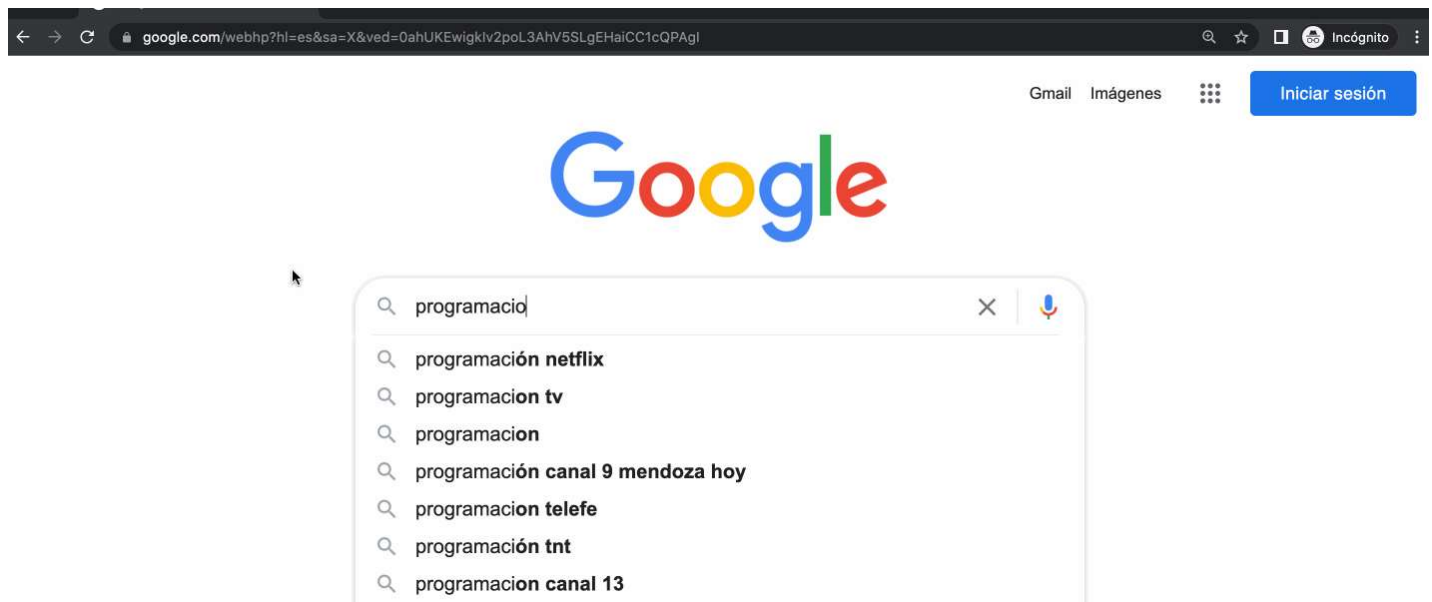 google.com/webhp?hl=es&sa=X&ved=0ahUKEwigkIv2poL3AhV5SLgEHaiCC1cQPAgI
Incógnito
Gmail Imágenes Iniciar sesión
Google
programacio
programación netflix
programacion tv
programacion
programación canal 9 mendoza hoy
programacion telefe
programación tnt
programacion canal 13